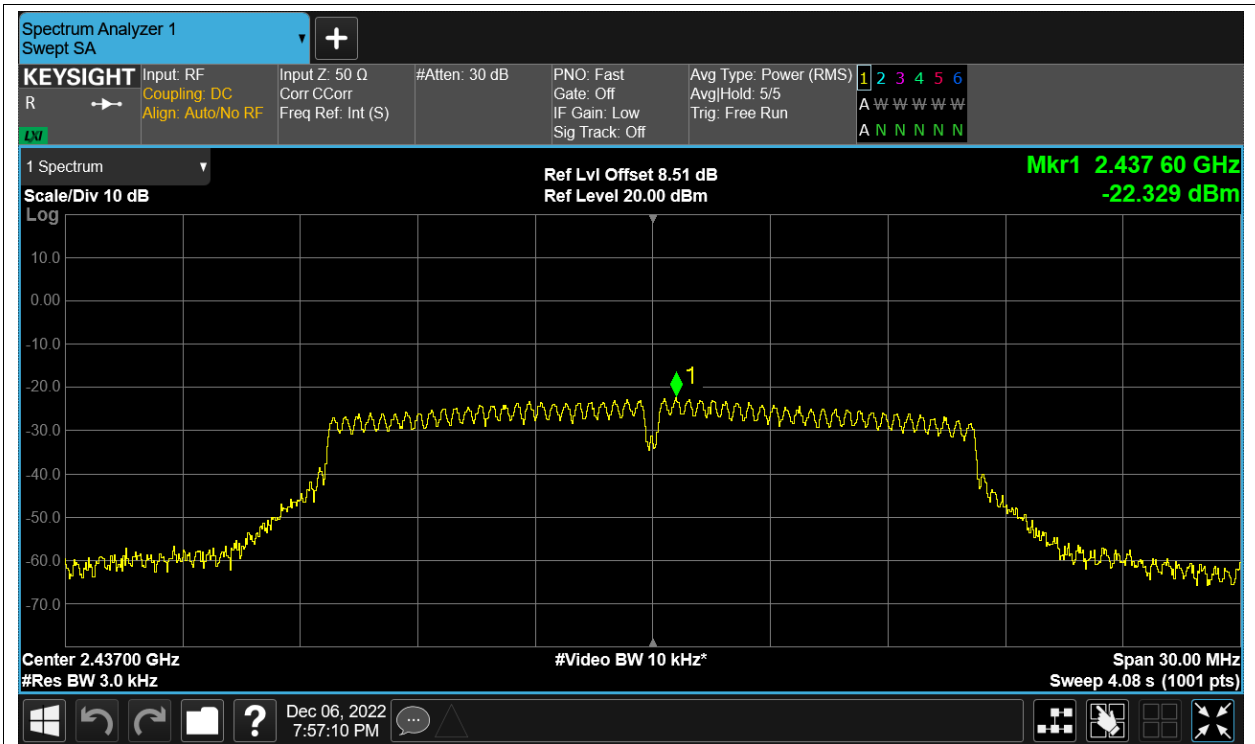 Spectrum Analyzer 1
Swept SA
KEYSIGHT
R
LXI
Input: RF
Coupling: DC
Align: Auto/No RF
Input Z: 50 Ω
Corr CCorr
Freq Ref: Int (S)
#Atten: 30 dB
PNO: Fast
Gate: Off
IF Gain: Low
Sig Track: Off
Avg Type: Power (RMS)
Avg|Hold: 5/5
Trig: Free Run
1 2 3 4 5 6
A W W W W W
A N N N N N
1 Spectrum
Scale/Div 10 dB
Log
Ref Lvl Offset 8.51 dB
Ref Level 20.00 dBm
Mkr1 2.437 60 GHz
-22.329 dBm
10.0
0.00
-10.0
-20.0
-30.0
-40.0
-50.0
-60.0
-70.0
1
Center 2.43700 GHz
#Res BW 3.0 kHz
#Video BW 10 kHz*
Span 30.00 MHz
Sweep 4.08 s (1001 pts)
?
Dec 06, 2022
7:57:10 PM